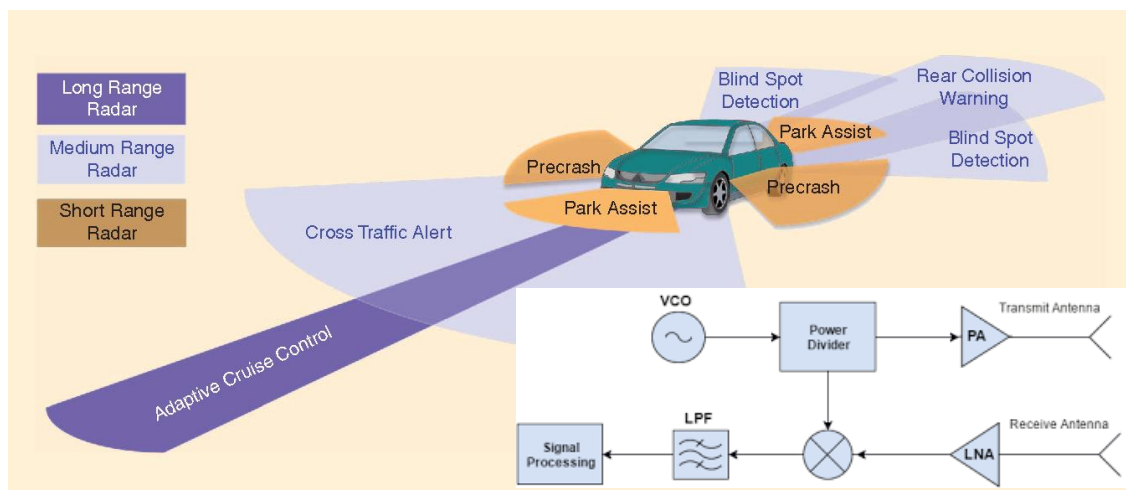 Long Range
Radar
Medium Range
Radar
Short Range
Radar
Blind Spot
Detection
Rear Collision
Warning
Park Assist
Blind Spot
Detection
Precrash
Precrash
Park Assist
Cross Traffic Alert
Adaptive Cruise Control
VCO
Power
Divider
PA
Transmit Antenna
Signal
Processing
LPF
LNA
Receive Antenna